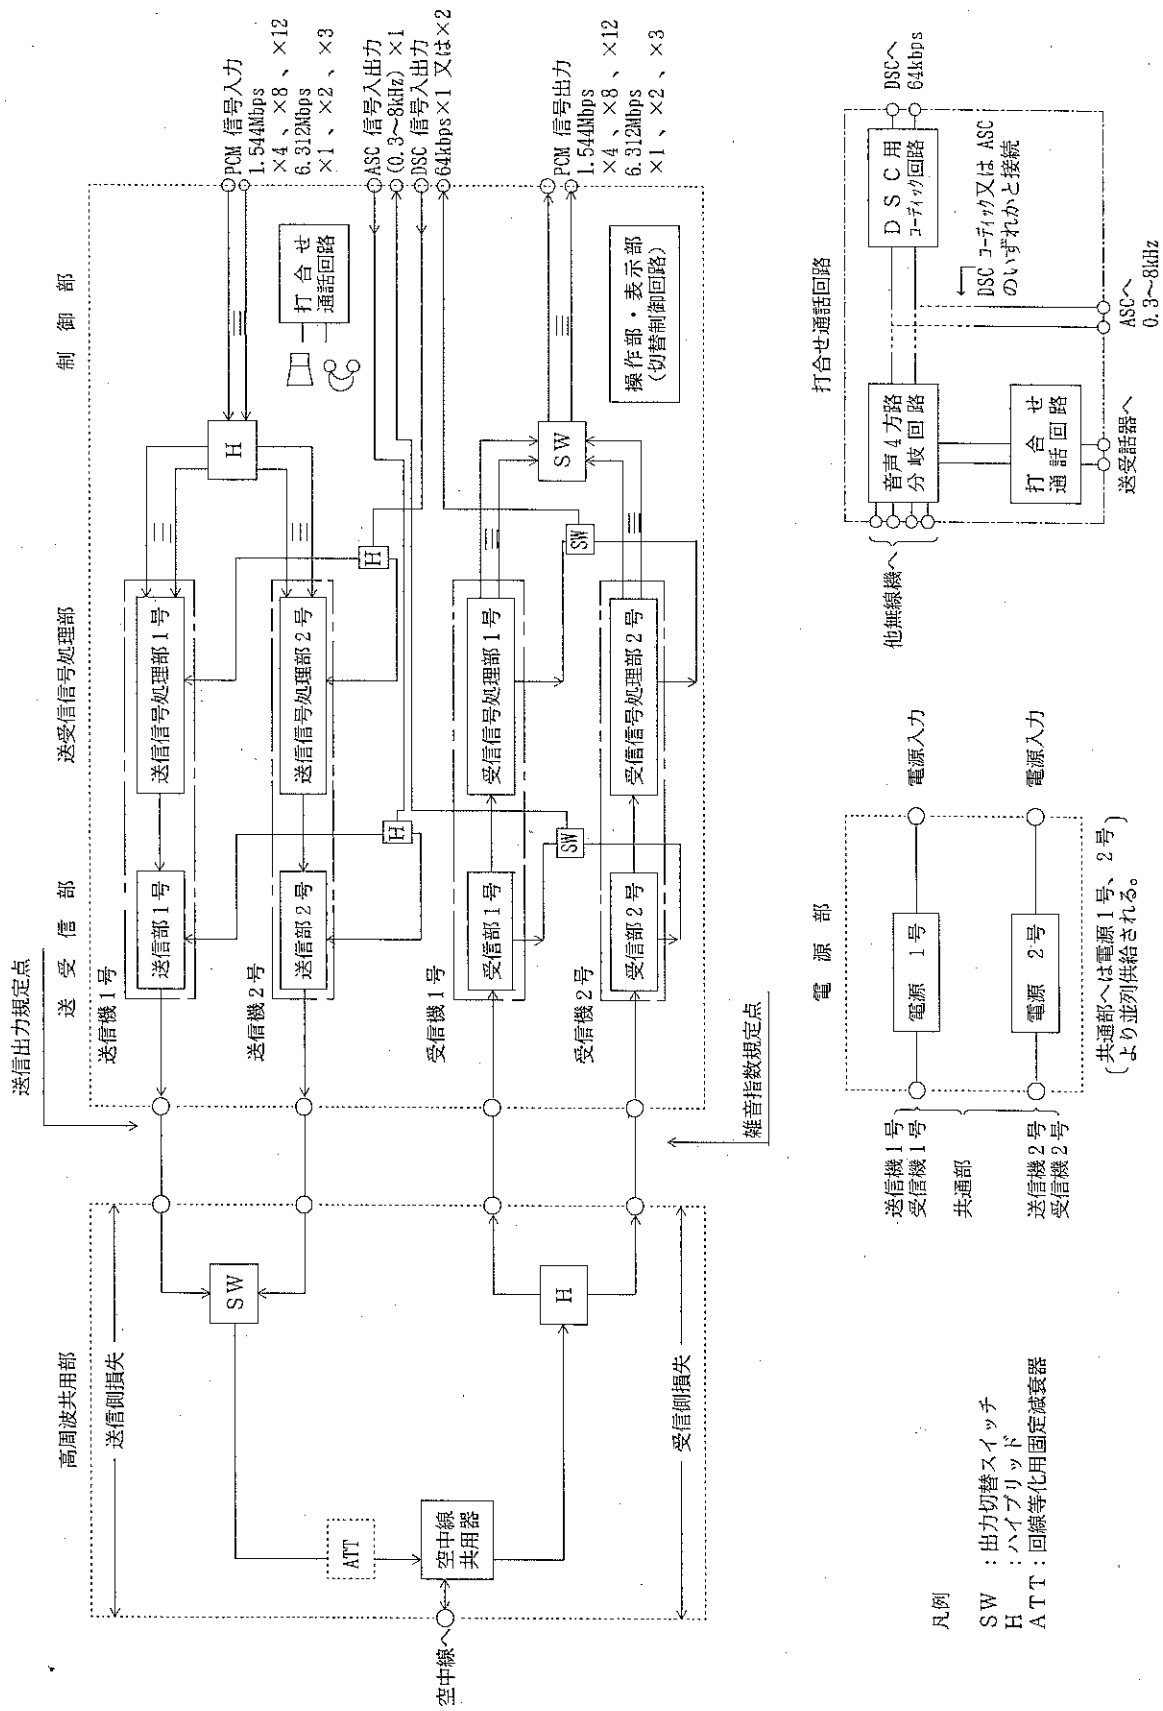 高周波共用部
送信側損失
受信側損失
空中線へ
空中線
共用器
ATT
SW
H
送信出力規定点
雑音指数規定点
送受信部
送受信信号処理部
制御部
送信機1号
送信部1号
送信信号処理部1号
送信機2号
送信部2号
送信信号処理部2号
受信機1号
受信部1号
受信信号処理部1号
受信機2号
受信部2号
受信信号処理部2号
H
H
H
SW
SW
SW
打合せ
通話回路
操作部・表示部
(切替制御回路)
PCM 信号入力
1.544Mbps
×4、×8、×12
6.312Mbps
×1、×2、×3
ASC 信号入出力
(0.3~8kHz) ×1
DSC 信号入出力
64kbps×1 又は×2
PCM 信号出力
1.544Mbps
×4、×8、×12
6.312Mbps
×1、×2、×3
凡例
SW :出力切替スイッチ
H :ハイブリッド
ATT:回線等化用固定減衰器
電源部
送信機1号
受信機1号
共通部
送信機2号
受信機2号
電源 1号
電源 2号
電源入力
電源入力
(共通部へは電源1号、2号
より並列供給される。)
打合せ通話回路
他無線機へ
音声4方路
分岐回路
打合せ
通話回路
送受話器へ
DSC用
コーディック回路
DSCへ
64kbps
DSC コーディック又は ASC
のいずれかと接続
ASCへ
0.3~8kHz